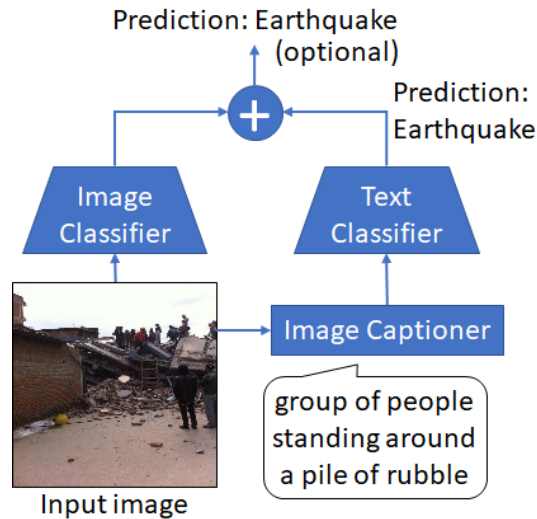 Prediction: Earthquake
(optional)
+
Prediction:
Earthquake
Image
Classifier
Text
Classifier
Image Captioner
group of people
standing around
a pile of rubble
Input image